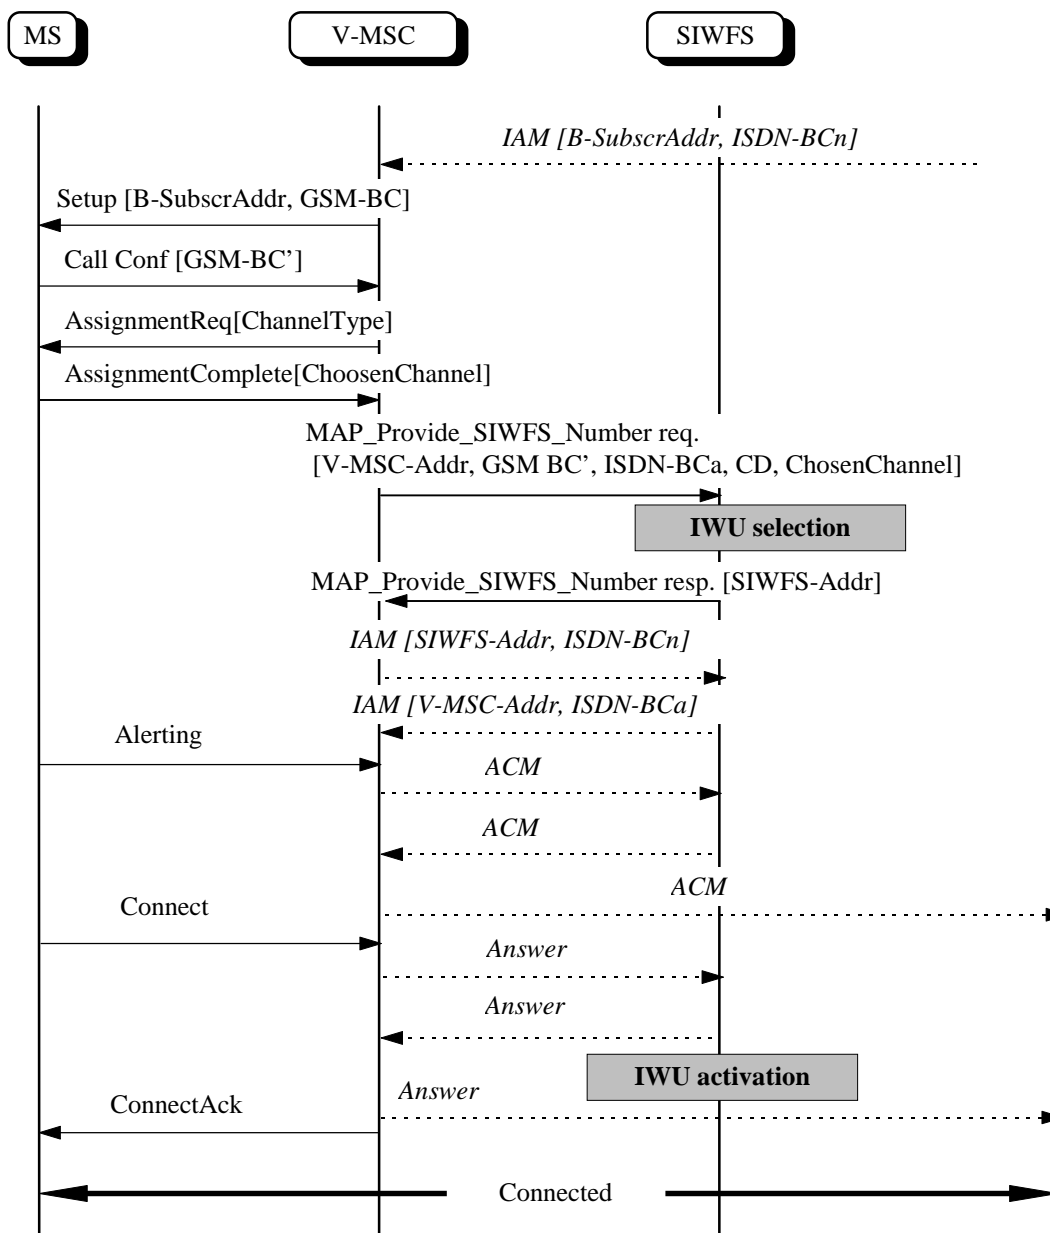 MS
V-MSC
SIWFS
IAM [B-SubscrAddr, ISDN-BCn]
Setup [B-SubscrAddr, GSM-BC]
Call Conf [GSM-BC’]
AssignmentReq[ChannelType]
AssignmentComplete[ChoosenChannel]
MAP_Provide_SIWFS_Number req.
[V-MSC-Addr, GSM BC’, ISDN-BCa, CD, ChosenChannel]
IWU selection
MAP_Provide_SIWFS_Number resp. [SIWFS-Addr]
IAM [SIWFS-Addr, ISDN-BCn]
IAM [V-MSC-Addr, ISDN-BCa]
Alerting
ACM
ACM
ACM
Connect
Answer
Answer
IWU activation
Answer
ConnectAck
Connected